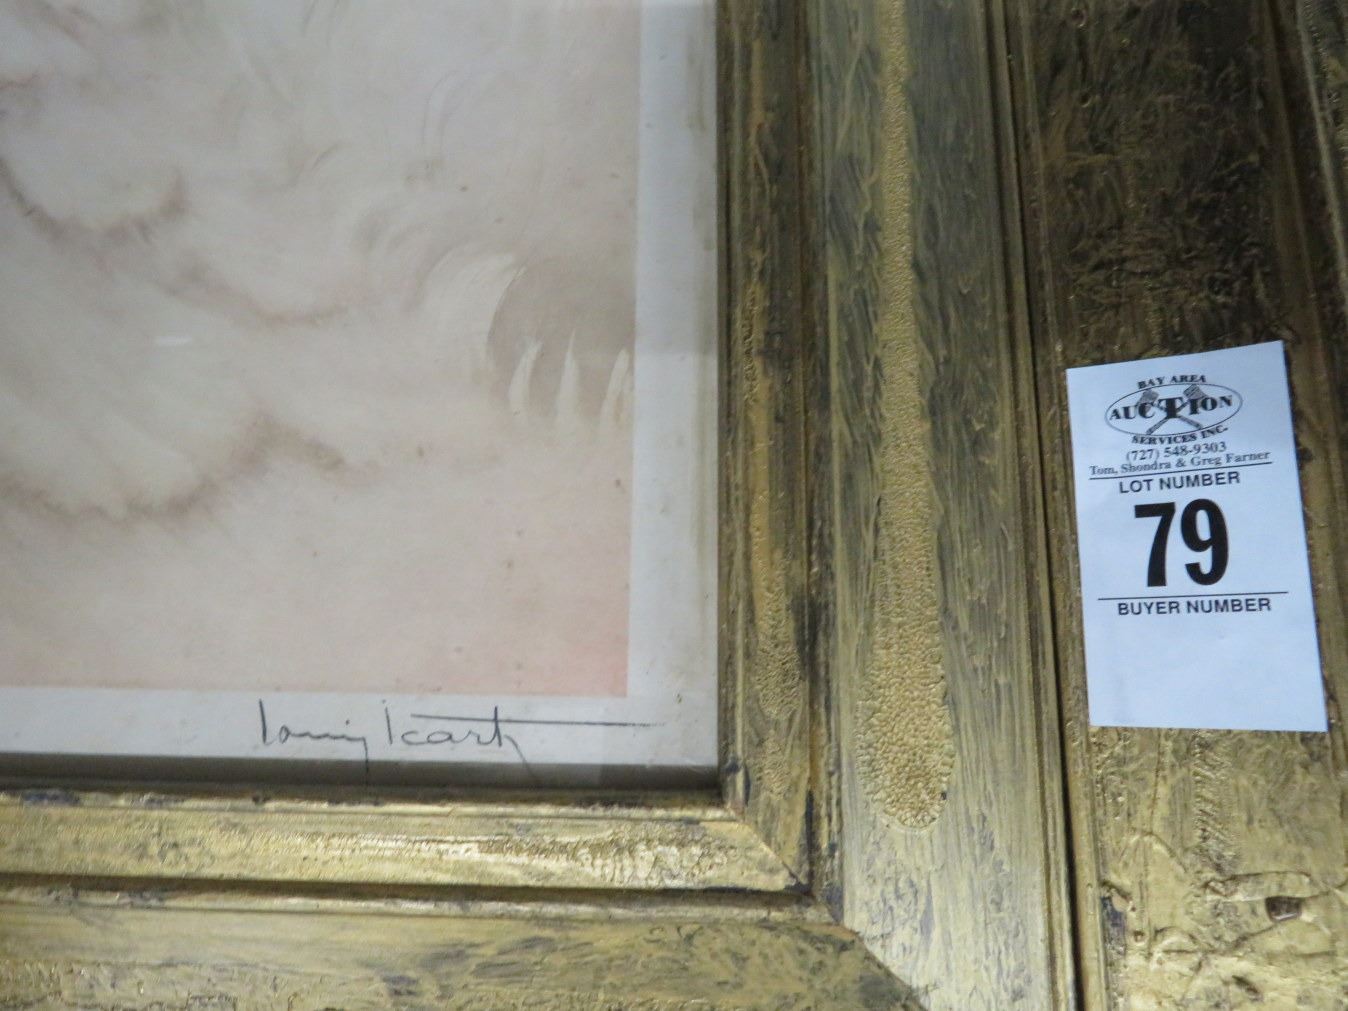 BAY AREA
AUCTION
SERVICES INC.
(727) 548-9303
Tom, Shondra & Greg Farner
LOT NUMBER
79
BUYER NUMBER
Louis Icart